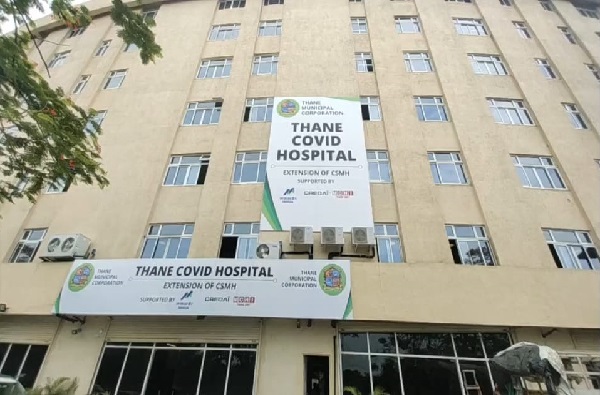 THANE
MUNICIPAL
CORPORATION
THANE
COVID
HOSPITAL
EXTENSION OF CSMH
SUPPORTED BY
THANE
MUNICIPAL
CORPORATION
THANE COVID HOSPITAL
EXTENSION OF CSMH
SUPPORTED BY
THANE
MUNICIPAL
CORPORATION